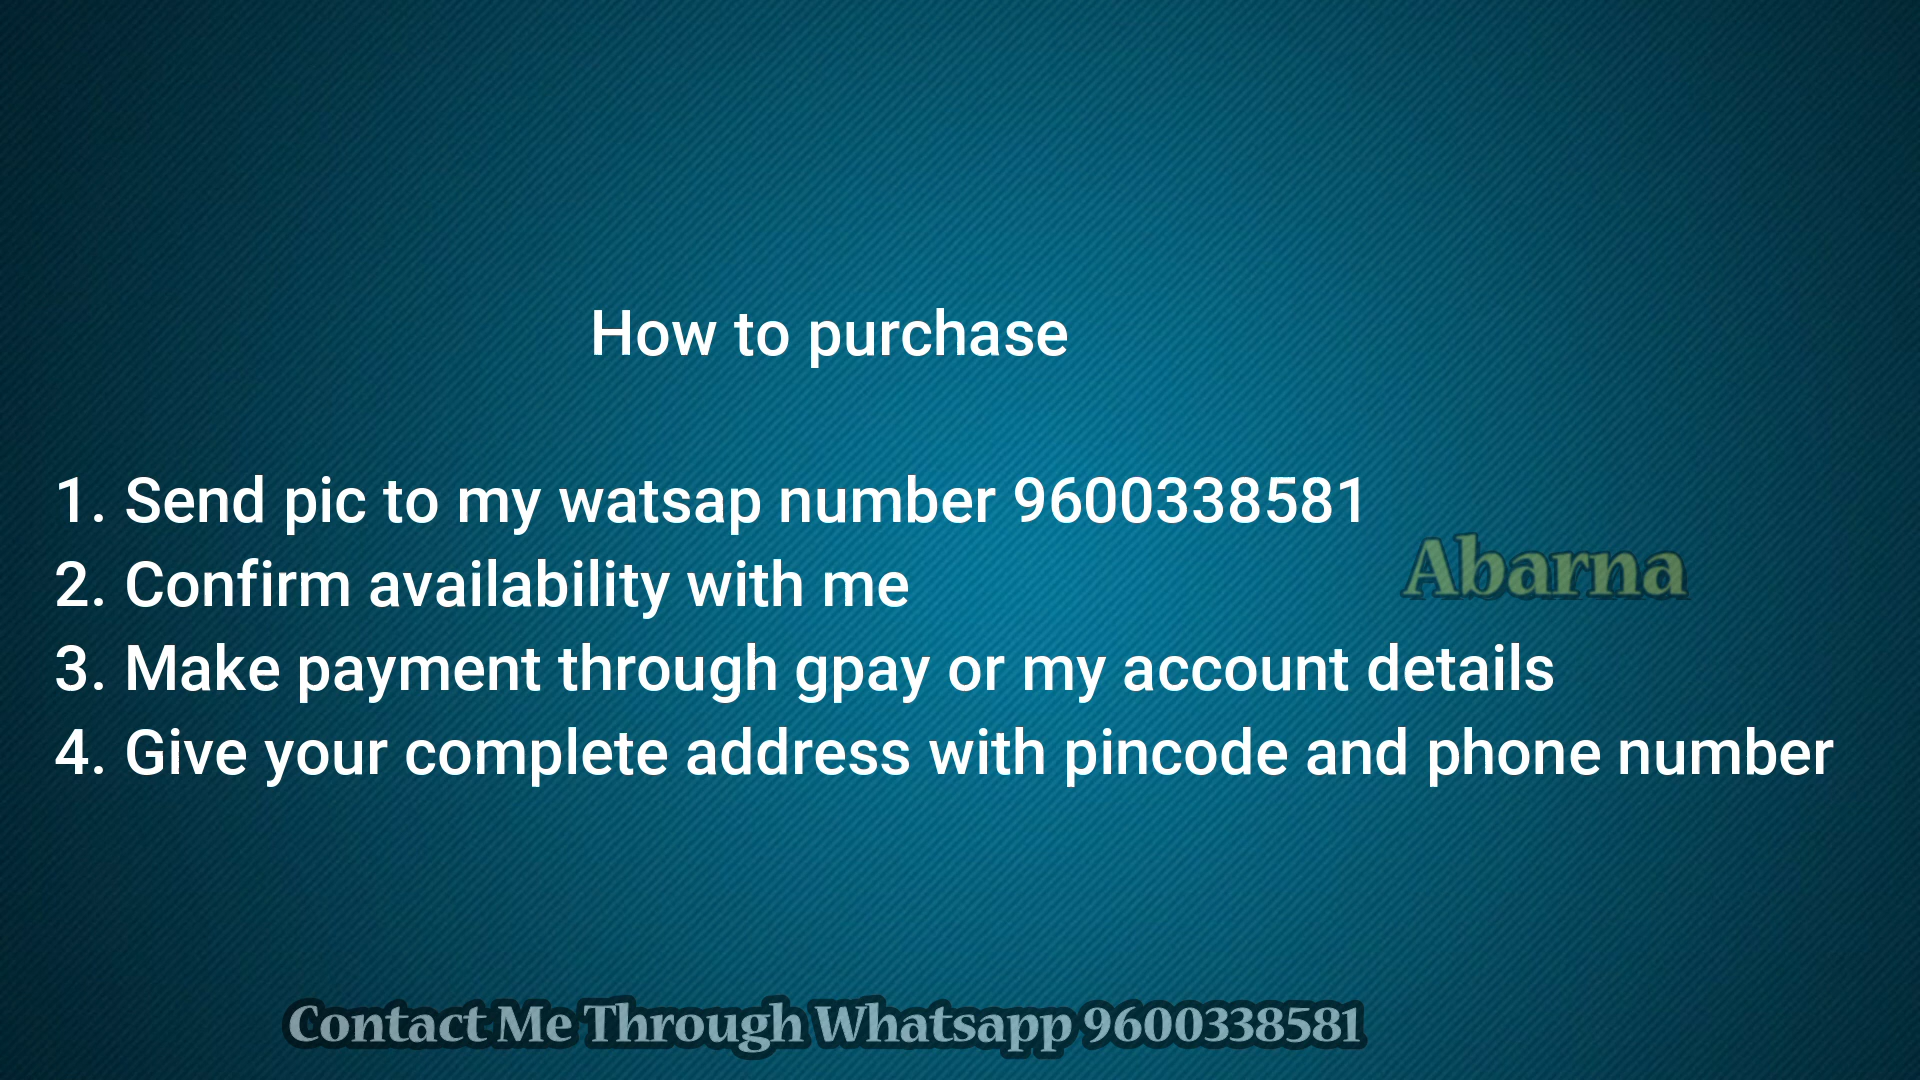 How to purchase
1. Send pic to my watsap number 9600338581
Abarna
2. Confirm availability with me
3. Make payment through gpay or my account details
4. Give your complete address with pincode and phone number
Contact Me Through Whatsapp 9600338581